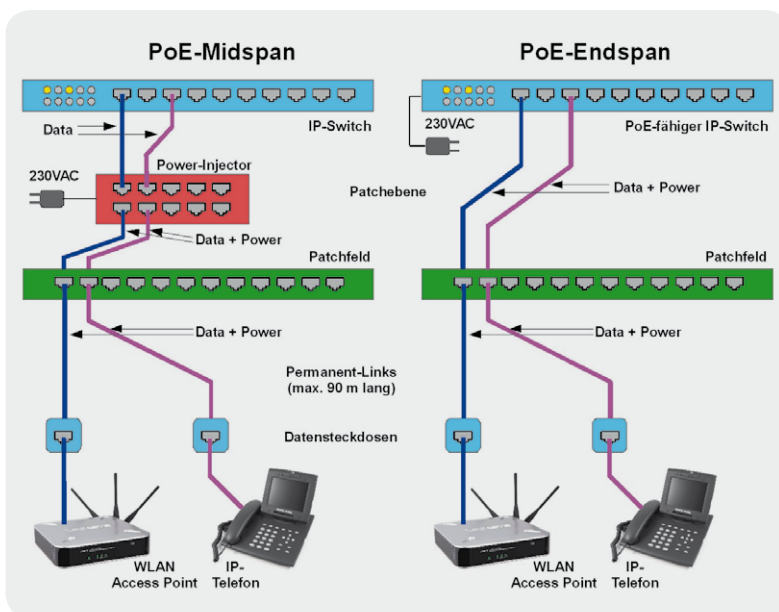 PoE-Midspan
PoE-Endspan
Data
IP-Switch
230VAC
PoE-fähiger IP-Switch
Power-Injector
230VAC
Patchebene
Data + Power
Data + Power
Patchfeld
Patchfeld
Data + Power
Data + Power
Permanent-Links
(max. 90 m lang)
Datensteckdosen
WLAN
Access Point
IP-
Telefon
WLAN
Access Point
IP-
Telefon